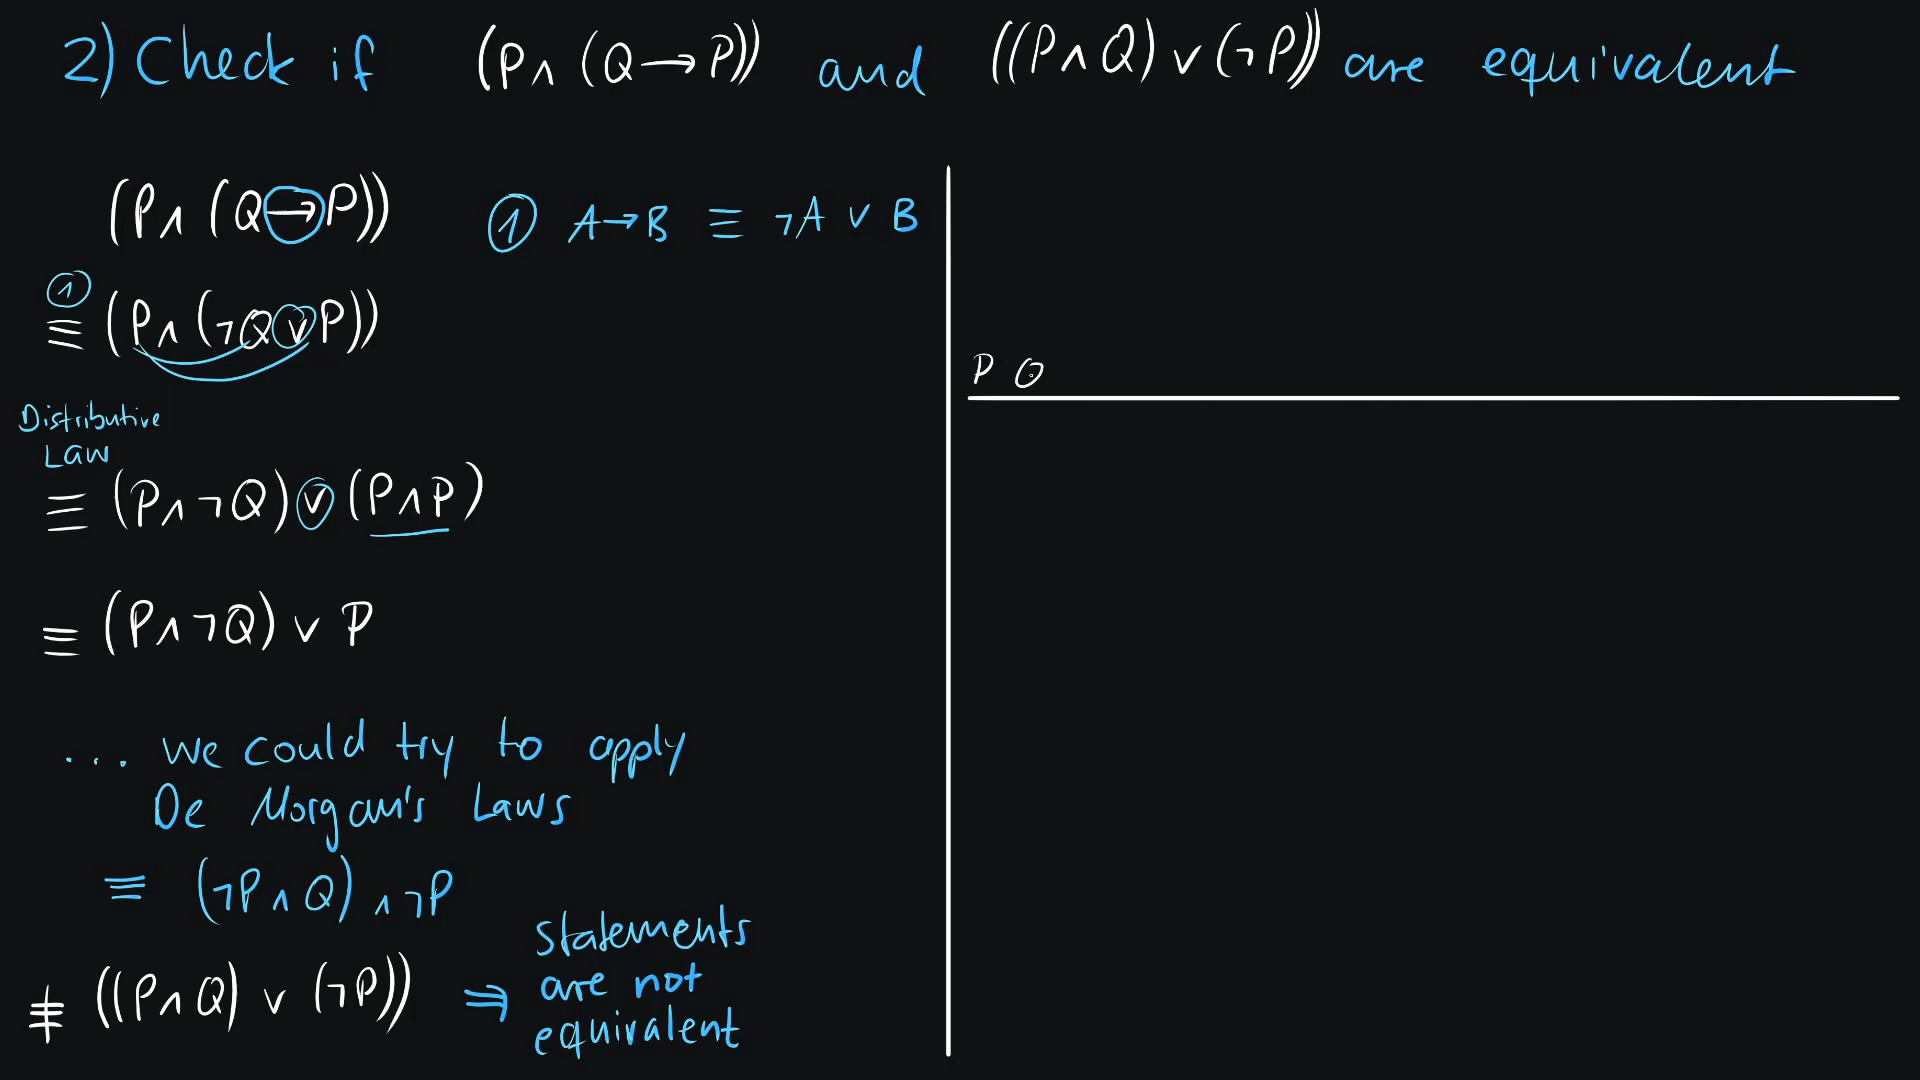 2) Check if (P∧(Q→P)) and ((P∧Q)∨(¬P)) are equivalent
(P∧(Q→P)) ① A→B ≡ ¬A ∨ B
①
≡ (P∧(¬Q∨P))
Distributive
Law
≡ (P∧¬Q)∨(P∧P)
≡ (P∧¬Q)∨ P
... we could try to apply
De Morgan's Laws
≡ (¬P∧Q)∧¬P
≢ ((P∧Q) ∨ (¬P)) ⇒ statements
are not
equivalent
P